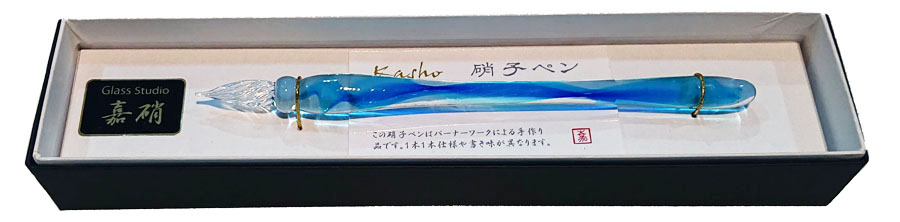 Glass Studio
嘉硝
Kasho 硝子ペン
この硝子ペンはバーナーワークによる手作り
品です。1本1本仕様や書き味が異なります。
嘉